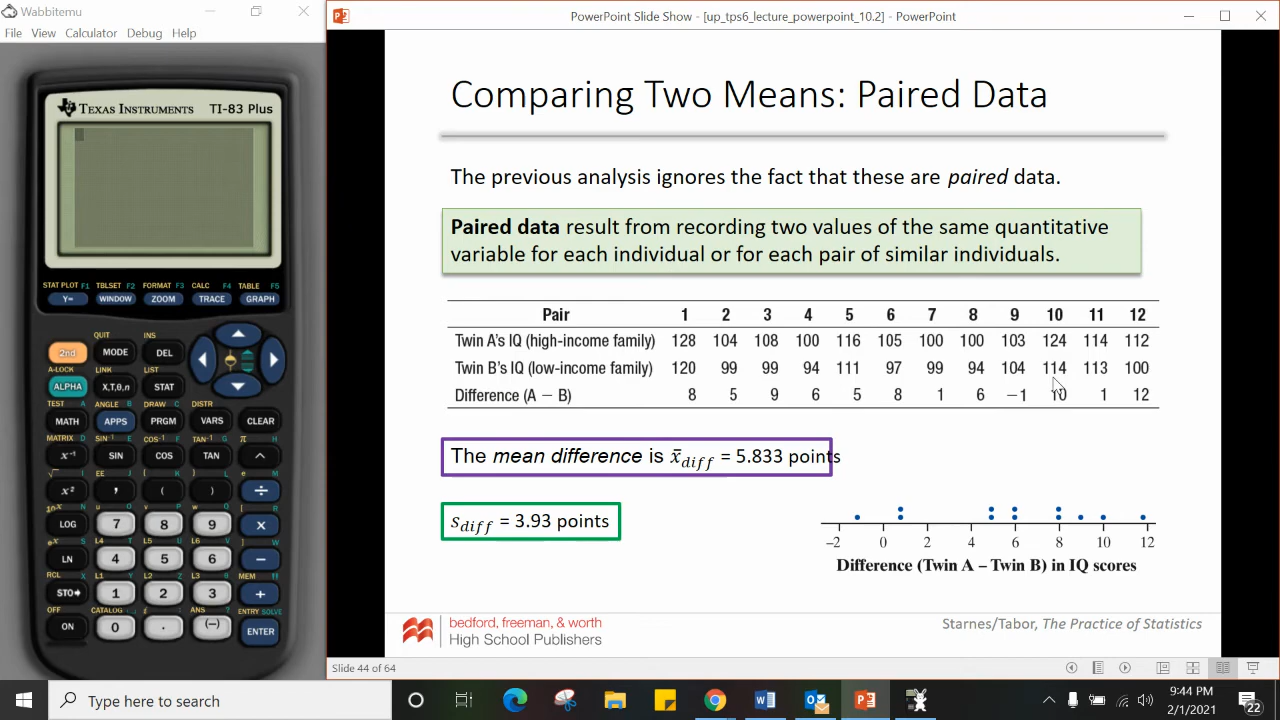 Wabbitemu
File View Calculator Debug Help
TEXAS INSTRUMENTS TI-83 Plus
STAT PLOT F1 TBLSET F2 FORMAT F3 CALC F4 TABLE F5
Y= WINDOW ZOOM TRACE GRAPH
QUIT INS
2nd MODE DEL
A-LOCK LINK LIST
ALPHA X,T,θ,n STAT
TEST A ANGLE B DRAW C DISTR
MATH APPS PRGM VARS CLEAR
MATRIX D SIN⁻¹ E COS⁻¹ F TAN⁻¹ G π H
x⁻¹ SIN COS TAN ^
x² , ( ) ÷
LOG 7 8 9 ×
LN 4 5 6 −
RCL X L1 Y L2 Z L3 θ MEM "
STO➧ 1 2 3 +
OFF CATALOG ANS ? ENTRY SOLVE
ON 0 . (−) ENTER
PowerPoint Slide Show - [up_tps6_lecture_powerpoint_10.2] - PowerPoint
Comparing Two Means: Paired Data
The previous analysis ignores the fact that these are paired data.
Paired data result from recording two values of the same quantitative
variable for each individual or for each pair of similar individuals.
Pair 1 2 3 4 5 6 7 8 9 10 11 12
Twin A's IQ (high-income family) 128 104 108 100 116 105 100 100 103 124 114 112
Twin B's IQ (low-income family) 120 99 99 94 111 97 99 94 104 114 113 100
Difference (A − B) 8 5 9 6 5 8 1 6 −1 10 1 12
The mean difference is x̄diff = 5.833 points
sdiff = 3.93 points
−2 0 2 4 6 8 10 12
Difference (Twin A – Twin B) in IQ scores
bedford, freeman, & worth
High School Publishers
Starnes/Tabor, The Practice of Statistics
Slide 44 of 64
Type here to search
9:44 PM
2/1/2021
22